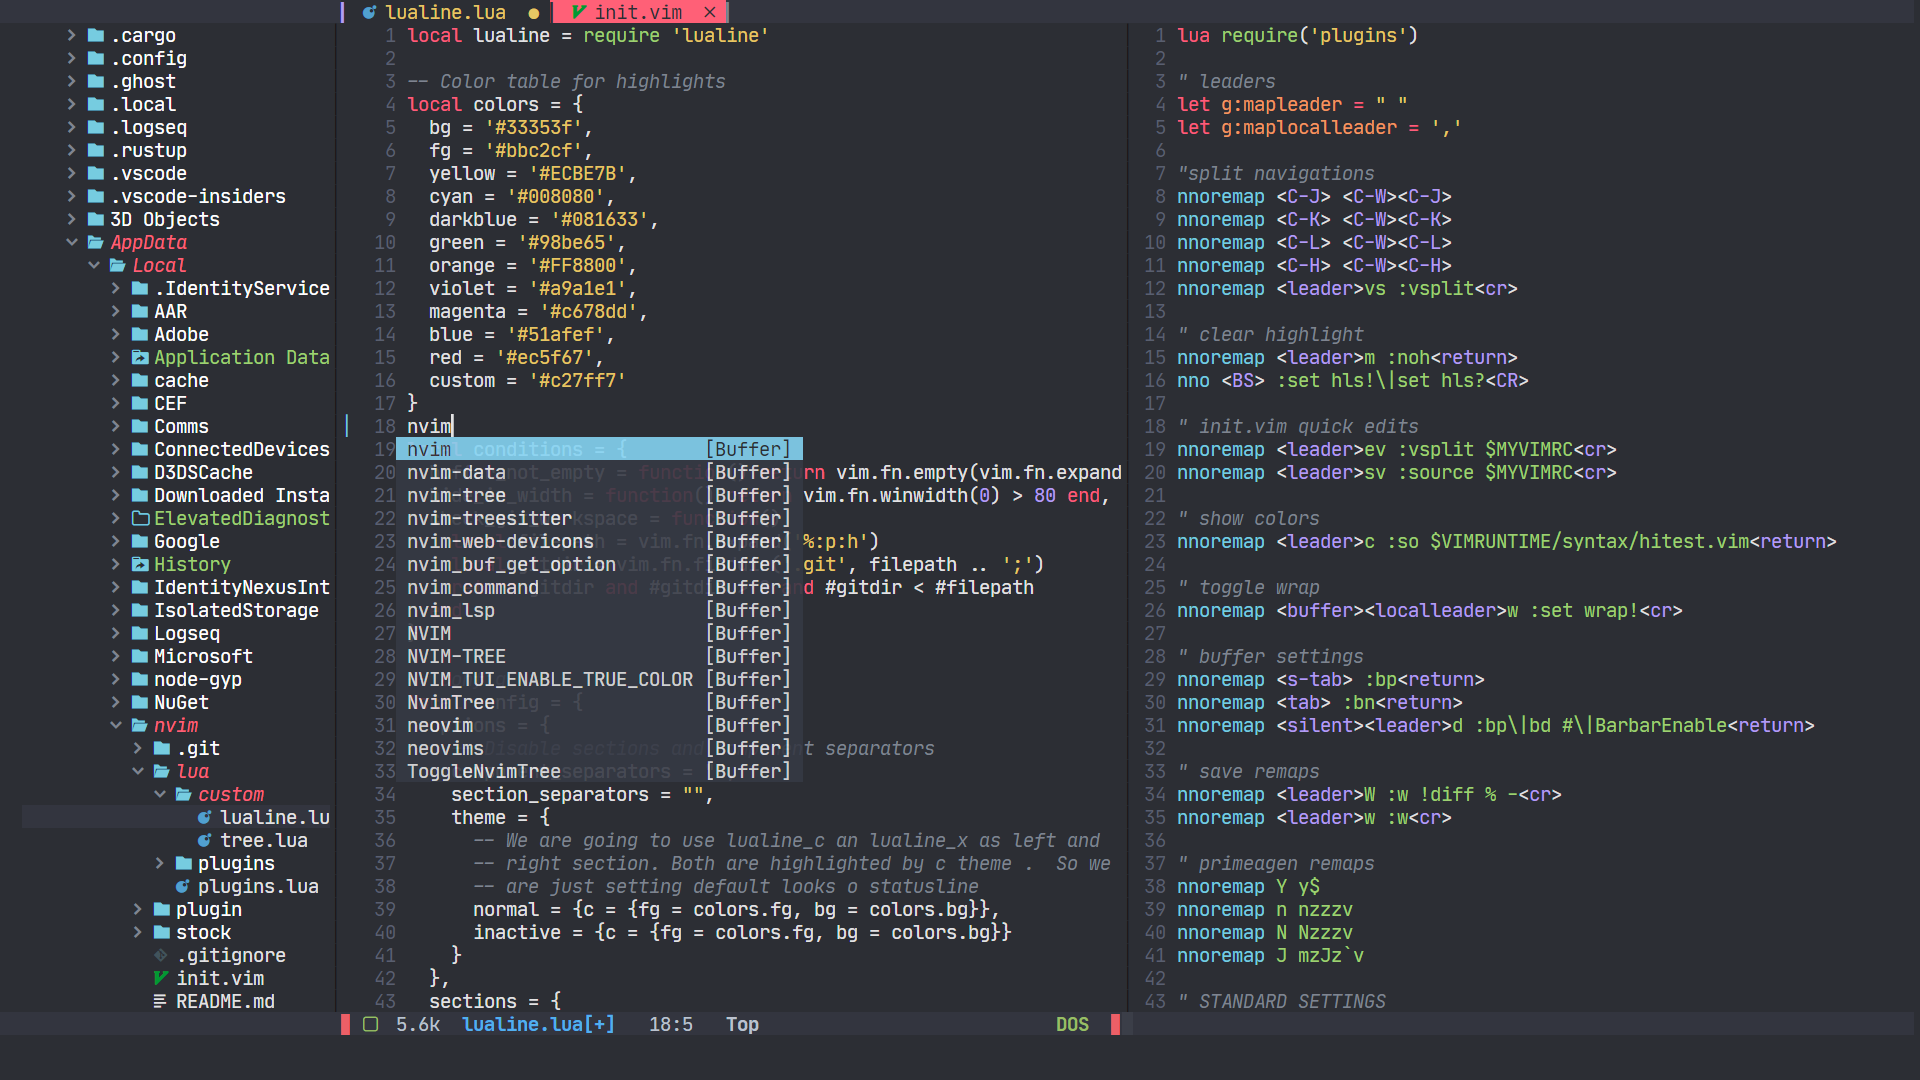 lualine.lua
init.vim ×
.cargo
.config
.ghost
.local
.logseq
.rustup
.vscode
.vscode-insiders
3D Objects
AppData
Local
.IdentityService
AAR
Adobe
Application Data
cache
CEF
Comms
ConnectedDevices
D3DSCache
Downloaded Insta
ElevatedDiagnost
Google
History
IdentityNexusInt
IsolatedStorage
Logseq
Microsoft
node-gyp
NuGet
nvim
.git
lua
custom
lualine.lu
tree.lua
plugins
plugins.lua
plugin
stock
.gitignore
init.vim
README.md
1 local lualine = require 'lualine'
2
3 -- Color table for highlights
4 local colors = {
5 bg = '#33353f',
6 fg = '#bbc2cf',
7 yellow = '#ECBE7B',
8 cyan = '#008080',
9 darkblue = '#081633',
10 green = '#98be65',
11 orange = '#FF8800',
12 violet = '#a9a1e1',
13 magenta = '#c678dd',
14 blue = '#51afef',
15 red = '#ec5f67',
16 custom = '#c27ff7'
17 }
18 nvim
19 nvim conditions = { [Buffer]
20 nvim-data [Buffer] vim.fn.empty(vim.fn.expand
21 nvim-tree [Buffer] vim.fn.winwidth(0) > 80 end,
22 nvim-treesitter [Buffer]
23 nvim-web-devicons [Buffer] '%:p:h')
24 nvim_buf_get_option [Buffer] .git', filepath .. ';')
25 nvim_command [Buffer] #gitdir < #filepath
26 nvim_lsp [Buffer]
27 NVIM [Buffer]
28 NVIM-TREE [Buffer]
29 NVIM_TUI_ENABLE_TRUE_COLOR [Buffer]
30 NvimTree [Buffer]
31 neovim [Buffer]
32 neovims [Buffer] separators
33 ToggleNvimTree [Buffer]
34 section_separators = "",
35 theme = {
36 -- We are going to use lualine_c an lualine_x as left and
37 -- right section. Both are highlighted by c theme .  So we
38 -- are just setting default looks o statusline
39 normal = {c = {fg = colors.fg, bg = colors.bg}},
40 inactive = {c = {fg = colors.fg, bg = colors.bg}}
41 }
42 },
43 sections = {
1 lua require('plugins')
2
3 " leaders
4 let g:mapleader = " "
5 let g:maplocalleader = ','
6
7 "split navigations
8 nnoremap <C-J> <C-W><C-J>
9 nnoremap <C-K> <C-W><C-K>
10 nnoremap <C-L> <C-W><C-L>
11 nnoremap <C-H> <C-W><C-H>
12 nnoremap <leader>vs :vsplit<cr>
13
14 " clear highlight
15 nnoremap <leader>m :noh<return>
16 nno <BS> :set hls!\|set hls?<CR>
17
18 " init.vim quick edits
19 nnoremap <leader>ev :vsplit $MYVIMRC<cr>
20 nnoremap <leader>sv :source $MYVIMRC<cr>
21
22 " show colors
23 nnoremap <leader>c :so $VIMRUNTIME/syntax/hitest.vim<return>
24
25 " toggle wrap
26 nnoremap <buffer><localleader>w :set wrap!<cr>
27
28 " buffer settings
29 nnoremap <s-tab> :bp<return>
30 nnoremap <tab> :bn<return>
31 nnoremap <silent><leader>d :bp\|bd #\|BarbarEnable<return>
32
33 " save remaps
34 nnoremap <leader>W :w !diff % -<cr>
35 nnoremap <leader>w :w<cr>
36
37 " primeagen remaps
38 nnoremap Y y$
39 nnoremap n nzzzv
40 nnoremap N Nzzzv
41 nnoremap J mzJz`v
42
43 " STANDARD SETTINGS
5.6k lualine.lua[+] 18:5 Top DOS